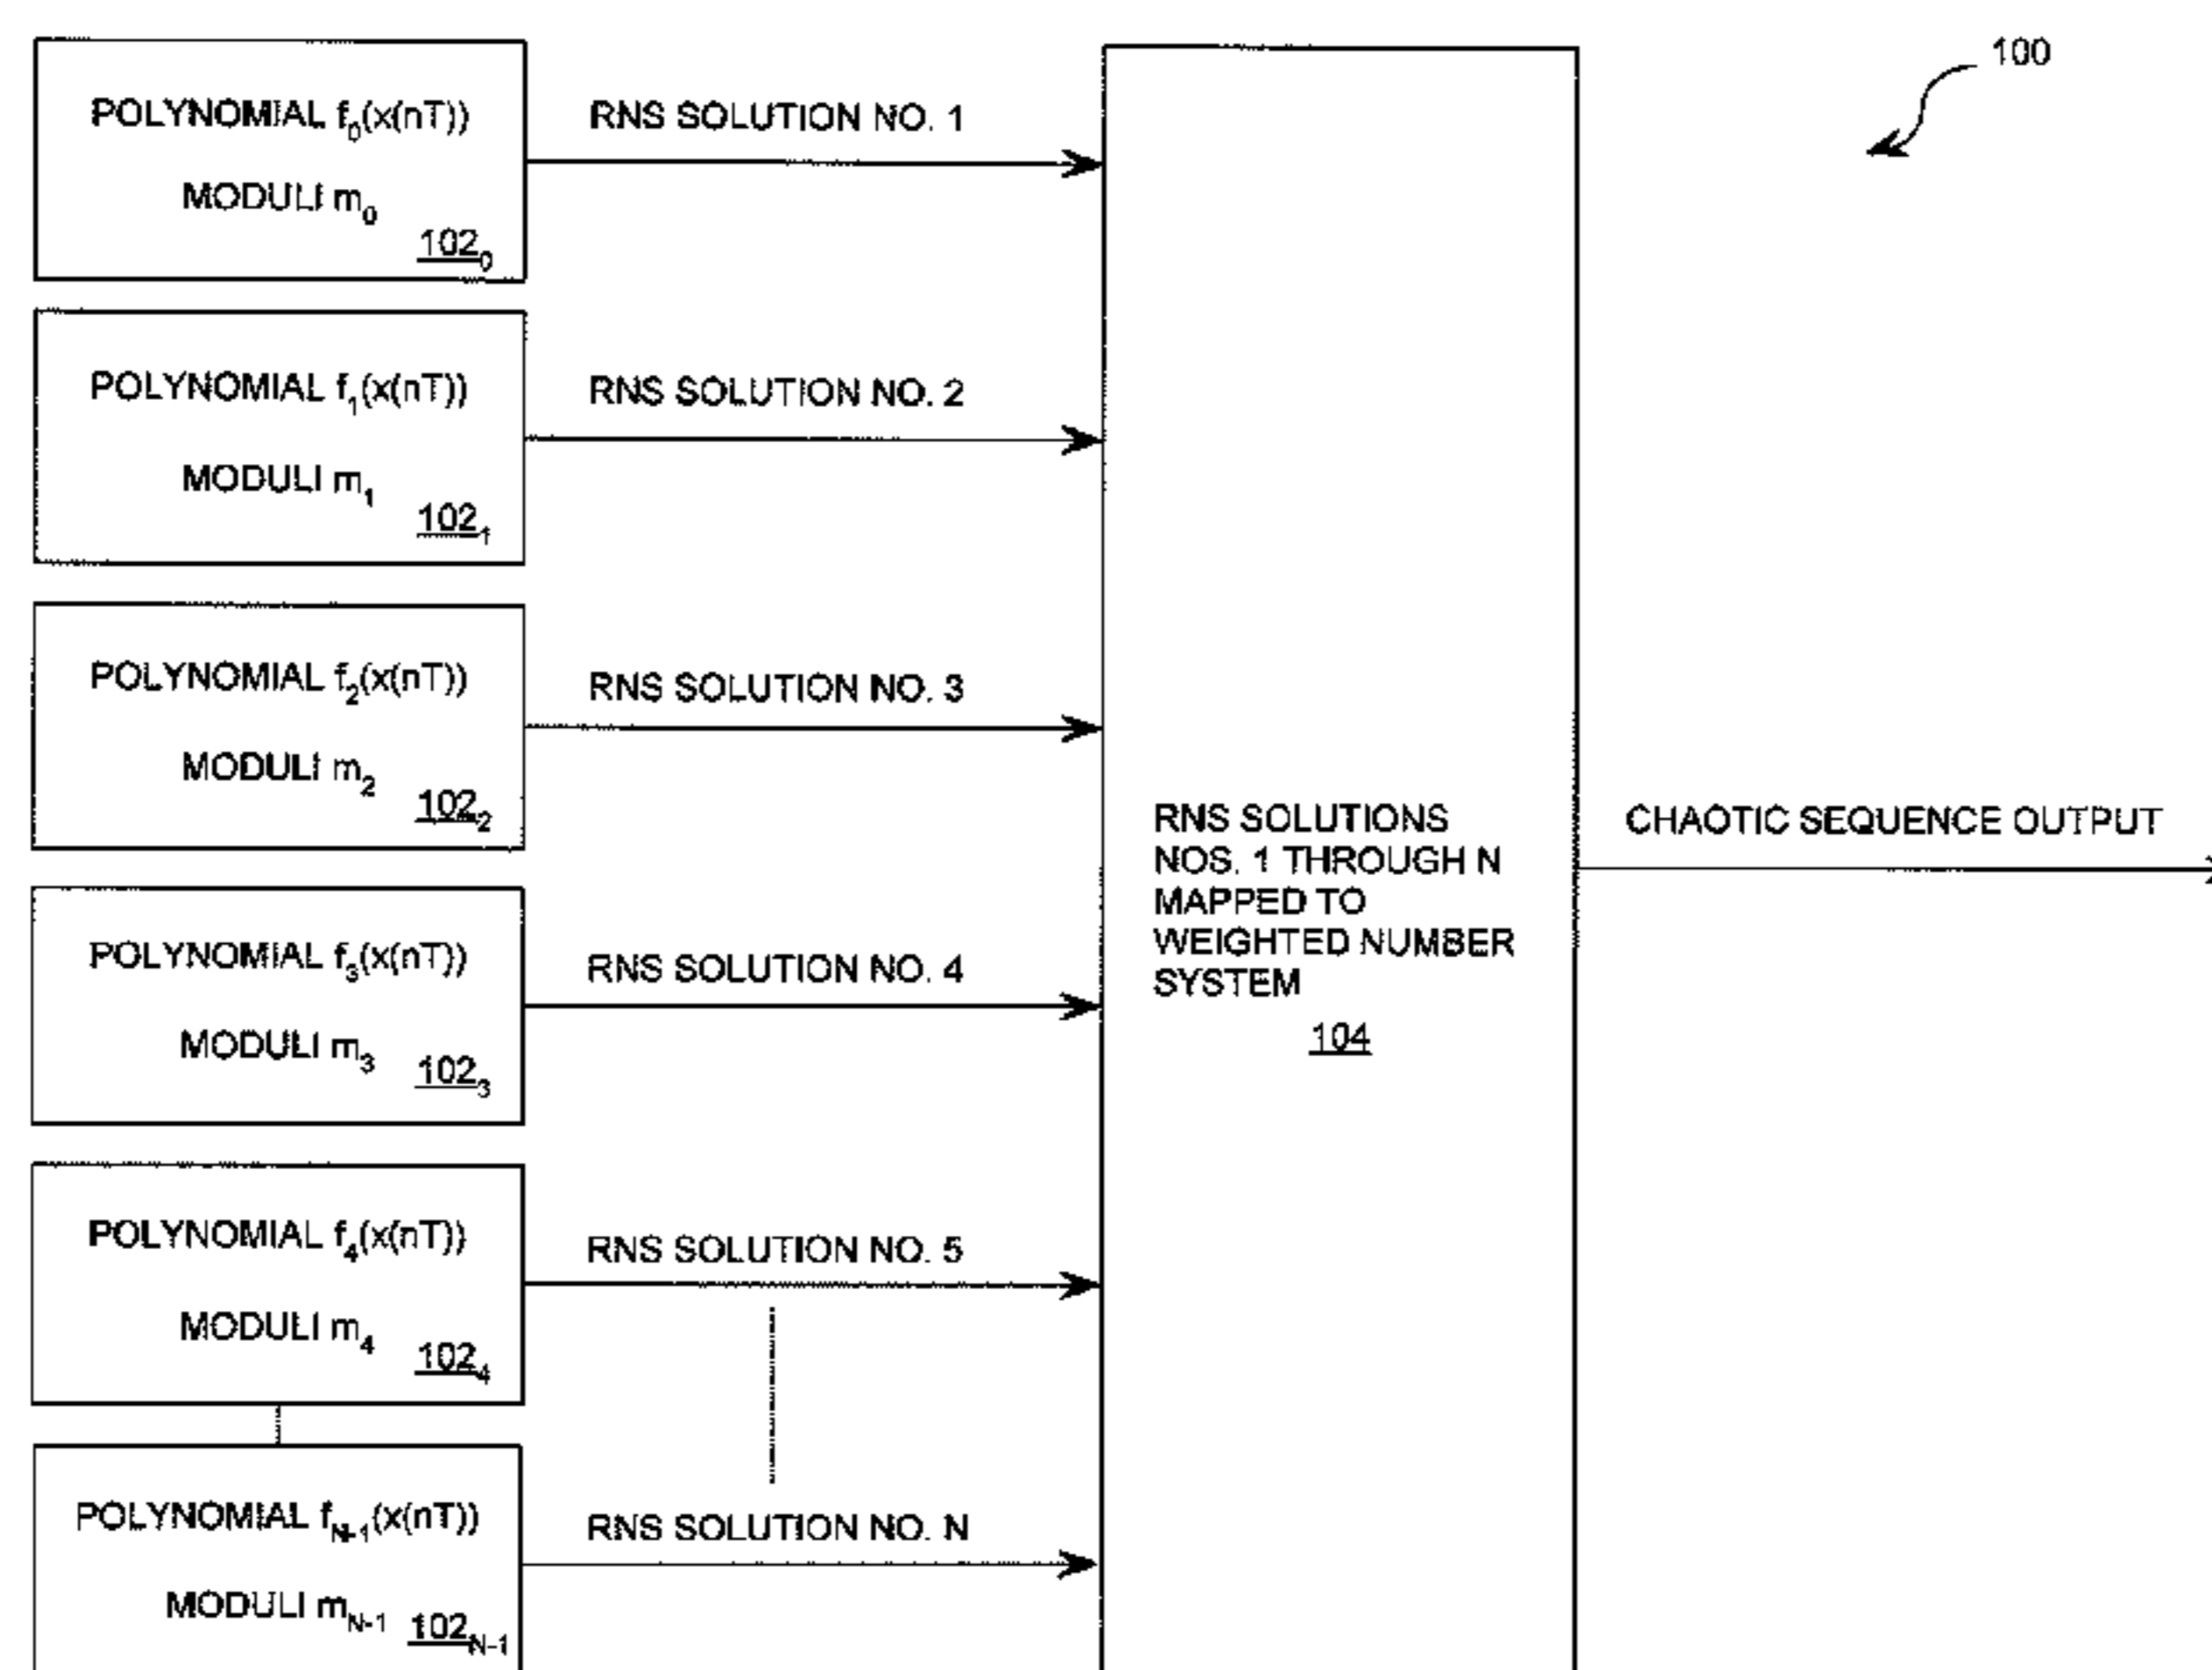 100
POLYNOMIAL f₀(x(nT))
MODULI m₀
102₀
RNS SOLUTION NO. 1
POLYNOMIAL f₁(x(nT))
MODULI m₁
102₁
RNS SOLUTION NO. 2
POLYNOMIAL f₂(x(nT))
MODULI m₂
102₂
RNS SOLUTION NO. 3
POLYNOMIAL f₃(x(nT))
MODULI m₃
102₃
RNS SOLUTION NO. 4
POLYNOMIAL f₄(x(nT))
MODULI m₄
102₄
RNS SOLUTION NO. 5
POLYNOMIAL f_N-1(x(nT))
MODULI m_N-1
102_N-1
RNS SOLUTION NO. N
RNS SOLUTIONS
NOS. 1 THROUGH N
MAPPED TO
WEIGHTED NUMBER
SYSTEM
104
CHAOTIC SEQUENCE OUTPUT